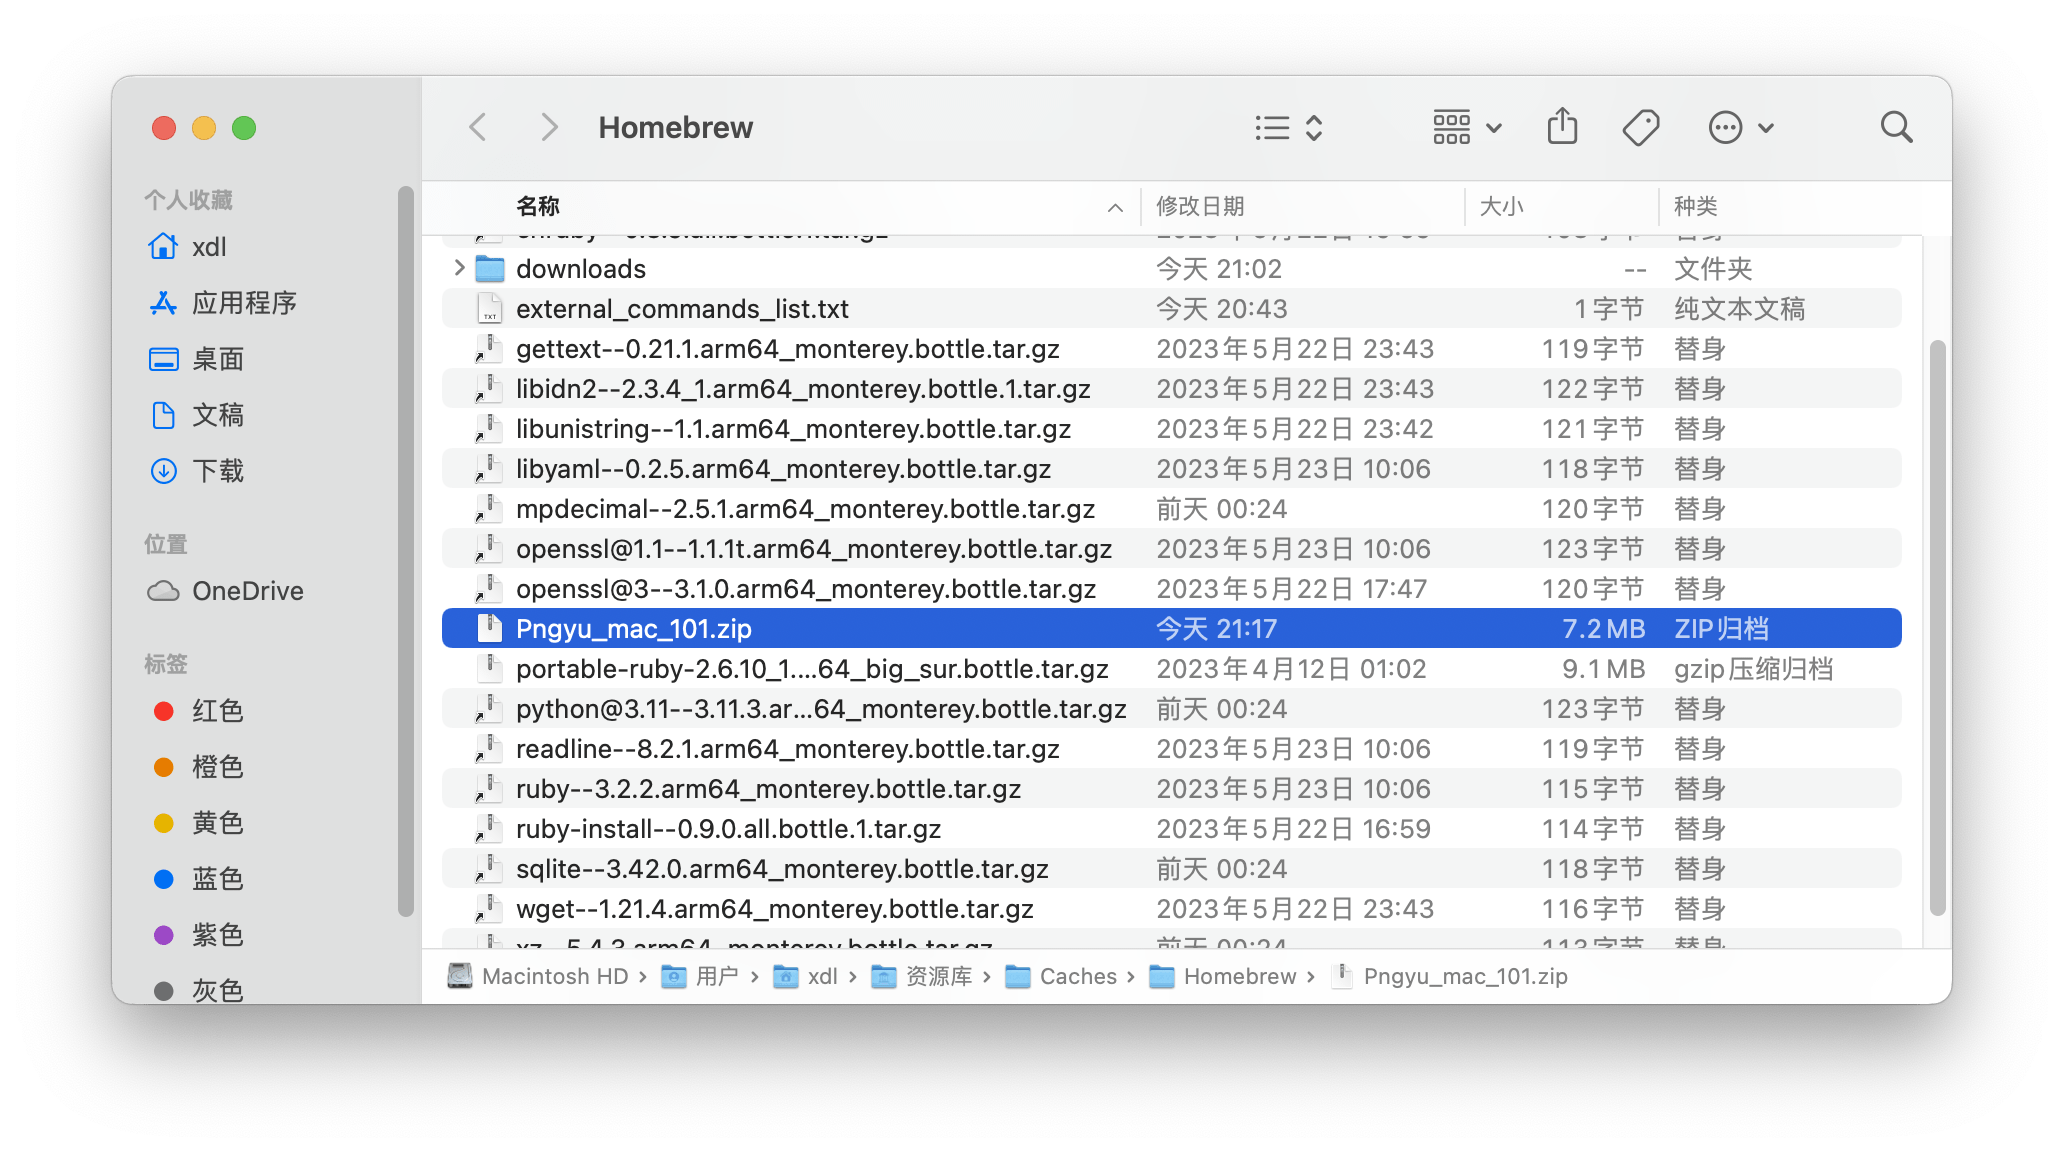 Homebrew
个人收藏
xdl
应用程序
桌面
文稿
下载
位置
OneDrive
标签
红色
橙色
黄色
蓝色
紫色
灰色
名称 修改日期 大小 种类
downloads 今天 21:02 -- 文件夹
external_commands_list.txt 今天 20:43 1字节 纯文本文稿
gettext--0.21.1.arm64_monterey.bottle.tar.gz 2023年5月22日 23:43 119字节 替身
libidn2--2.3.4_1.arm64_monterey.bottle.1.tar.gz 2023年5月22日 23:43 122字节 替身
libunistring--1.1.arm64_monterey.bottle.tar.gz 2023年5月22日 23:42 121字节 替身
libyaml--0.2.5.arm64_monterey.bottle.tar.gz 2023年5月23日 10:06 118字节 替身
mpdecimal--2.5.1.arm64_monterey.bottle.tar.gz 前天 00:24 120字节 替身
openssl@1.1--1.1.1t.arm64_monterey.bottle.tar.gz 2023年5月23日 10:06 123字节 替身
openssl@3--3.1.0.arm64_monterey.bottle.tar.gz 2023年5月22日 17:47 120字节 替身
Pngyu_mac_101.zip 今天 21:17 7.2 MB ZIP归档
portable-ruby-2.6.10_1....64_big_sur.bottle.tar.gz 2023年4月12日 01:02 9.1 MB gzip压缩归档
python@3.11--3.11.3.ar...64_monterey.bottle.tar.gz 前天 00:24 123字节 替身
readline--8.2.1.arm64_monterey.bottle.tar.gz 2023年5月23日 10:06 119字节 替身
ruby--3.2.2.arm64_monterey.bottle.tar.gz 2023年5月23日 10:06 115字节 替身
ruby-install--0.9.0.all.bottle.1.tar.gz 2023年5月22日 16:59 114字节 替身
sqlite--3.42.0.arm64_monterey.bottle.tar.gz 前天 00:24 118字节 替身
wget--1.21.4.arm64_monterey.bottle.tar.gz 2023年5月22日 23:43 116字节 替身
xz--5.4.3.arm64_monterey.bottle.tar.gz 前天 00:24 113字节 替身
Macintosh HD › 用户 › xdl › 资源库 › Caches › Homebrew › Pngyu_mac_101.zip